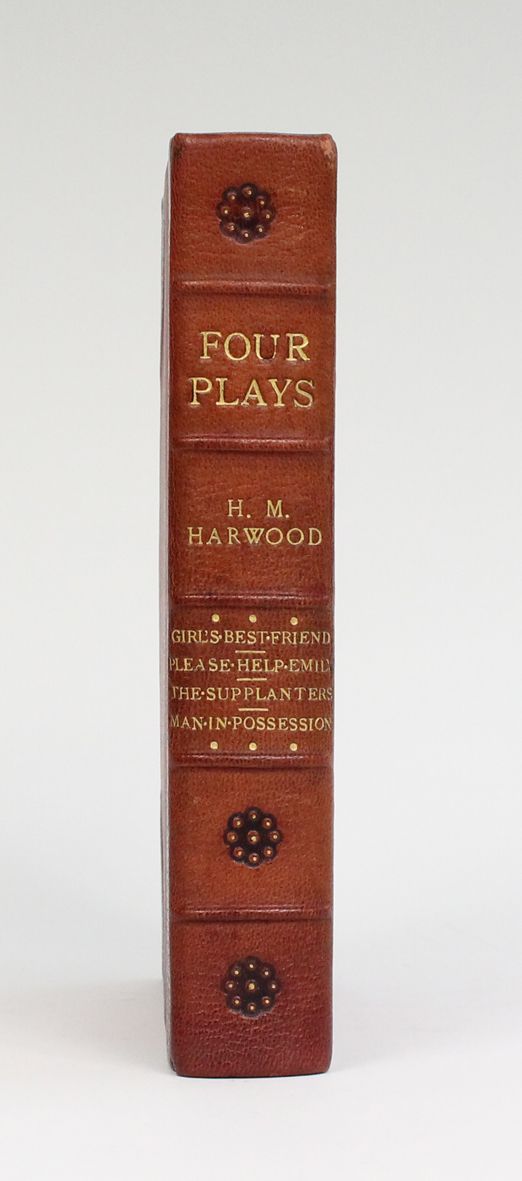 FOUR
PLAYS
H. M.
HARWOOD
GIRL'S·BEST·FRIEND
PLEASE·HELP·EMILY
THE·SUPPLANTERS
MAN·IN·POSSESSION